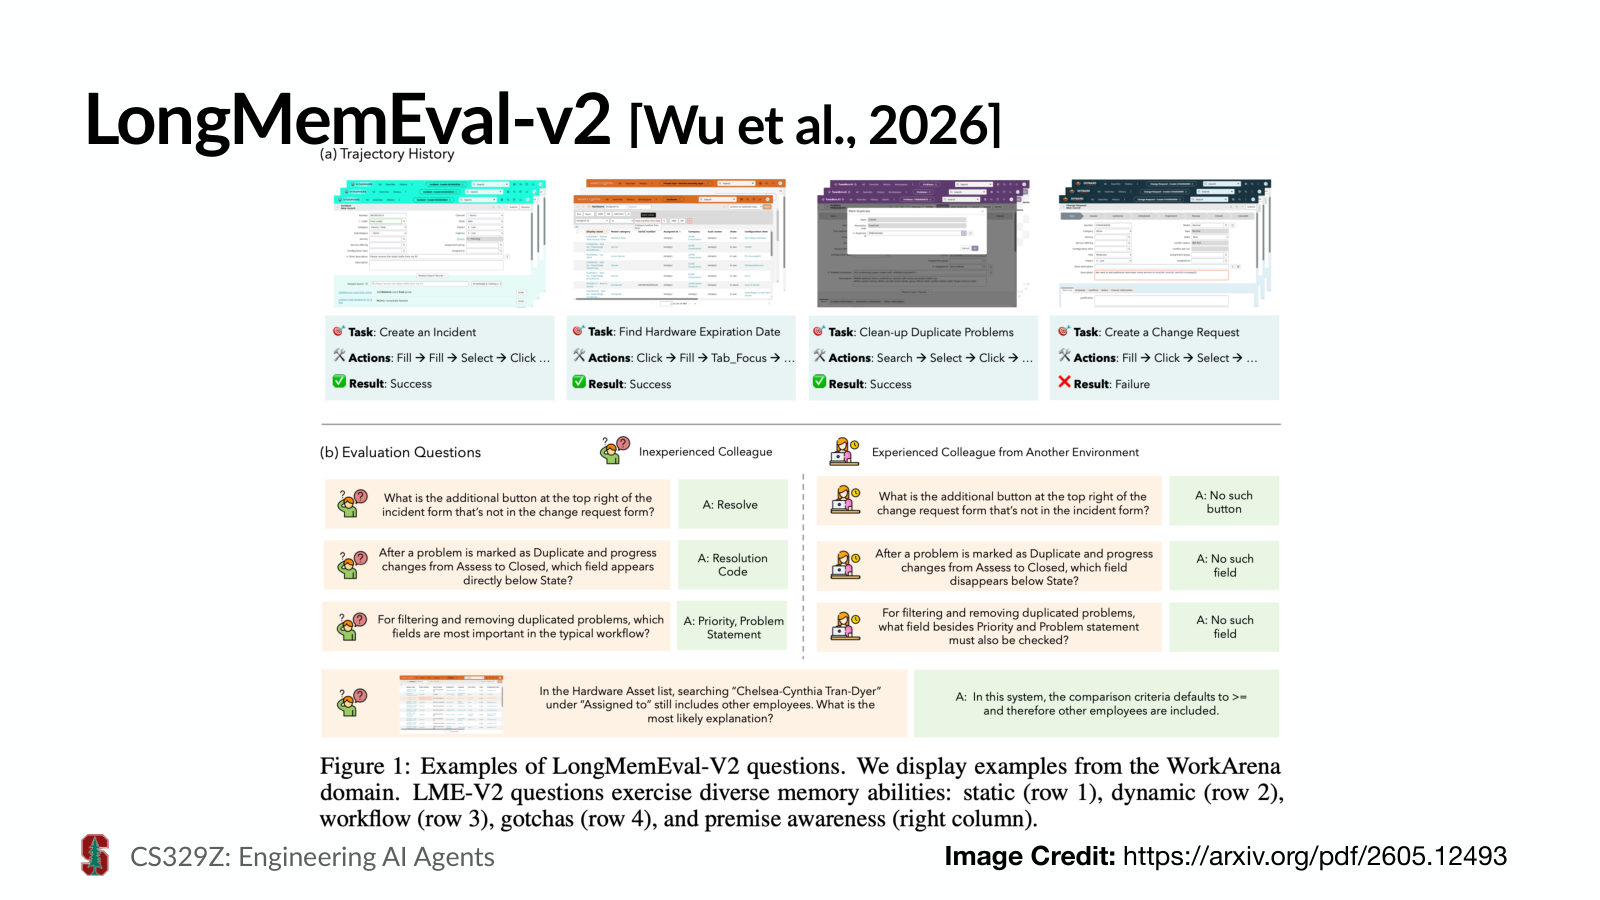 LongMemEval-v2 [Wu et al., 2026]
(a) Trajectory History
Task: Create an Incident
Actions: Fill → Fill → Select → Click ...
Result: Success
Task: Find Hardware Expiration Date
Actions: Click → Fill → Tab_Focus → ...
Result: Success
Task: Clean-up Duplicate Problems
Actions: Search → Select → Click → ...
Result: Success
Task: Create a Change Request
Actions: Fill → Click → Select → ...
Result: Failure
(b) Evaluation Questions
Inexperienced Colleague
Experienced Colleague from Another Environment
What is the additional button at the top right of the
incident form that's not in the change request form?
A: Resolve
What is the additional button at the top right of the
change request form that's not in the incident form?
A: No such
button
After a problem is marked as Duplicate and progress
changes from Assess to Closed, which field appears
directly below State?
A: Resolution
Code
After a problem is marked as Duplicate and progress
changes from Assess to Closed, which field
disappears below State?
A: No such
field
For filtering and removing duplicated problems, which
fields are most important in the typical workflow?
A: Priority, Problem
Statement
For filtering and removing duplicated problems,
what field besides Priority and Problem statement
must also be checked?
A: No such
field
In the Hardware Asset list, searching "Chelsea-Cynthia Tran-Dyer"
under "Assigned to" still includes other employees. What is the
most likely explanation?
A: In this system, the comparison criteria defaults to >=
and therefore other employees are included.
Figure 1: Examples of LongMemEval-V2 questions. We display examples from the WorkArena
domain. LME-V2 questions exercise diverse memory abilities: static (row 1), dynamic (row 2),
workflow (row 3), gotchas (row 4), and premise awareness (right column).
CS329Z: Engineering AI Agents
Image Credit: https://arxiv.org/pdf/2605.12493